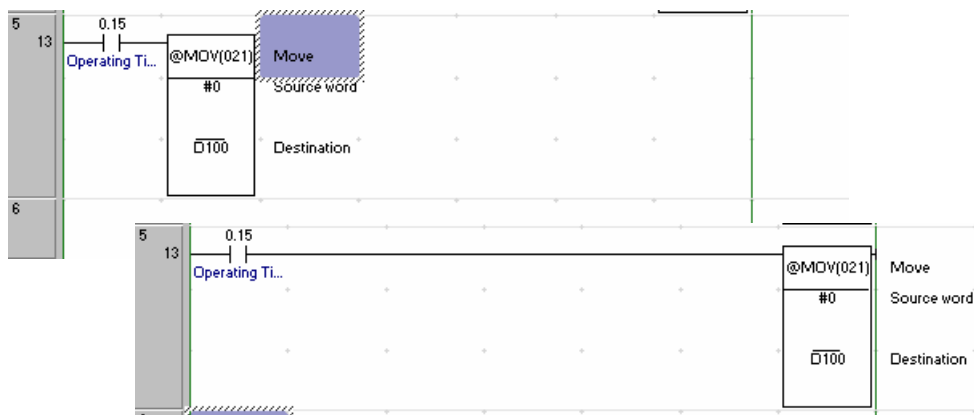 5
0.15
13
Operating Ti...
@MOV(021) Move
#0 Source word
D100 Destination
6
5
0.15
13
Operating Ti...
@MOV(021) Move
#0 Source word
D100 Destination